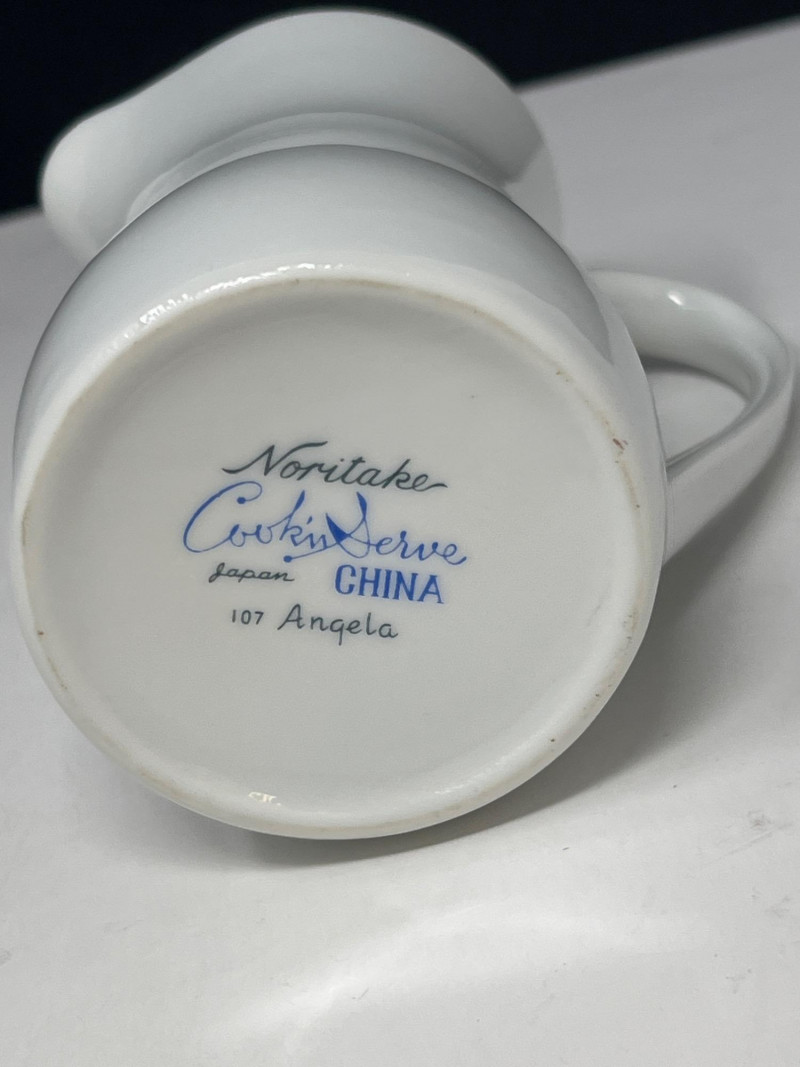 Noritake
Cook'n Serve
Japan CHINA
107 Angela